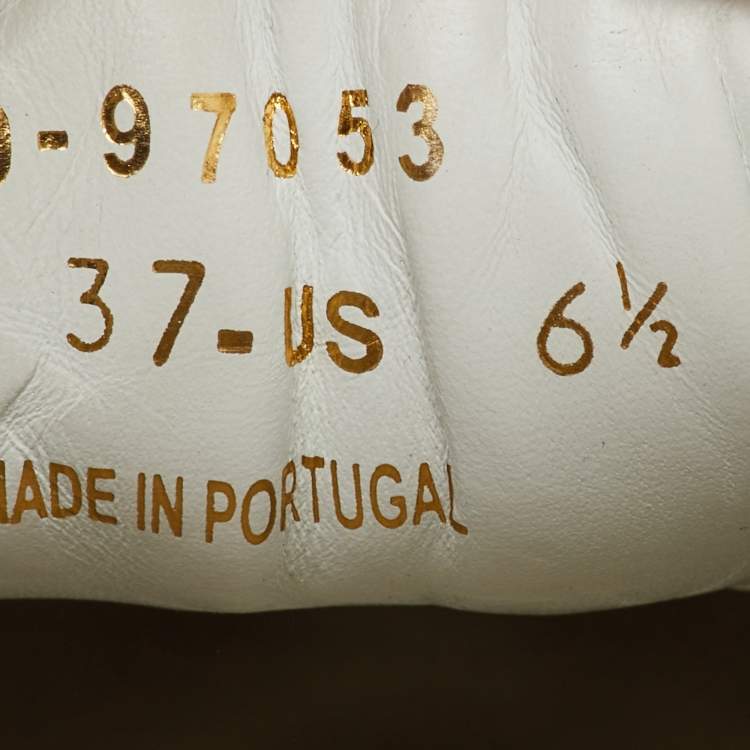 -97053
37-US 6½
MADE IN PORTUGAL